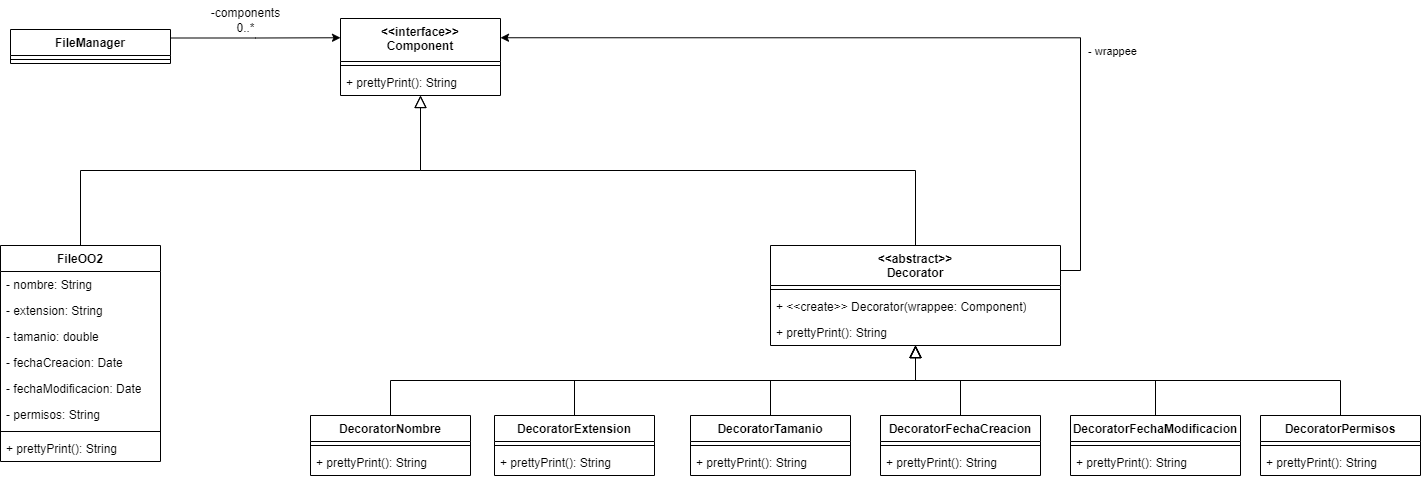 -components
0..*
FileManager
<<interface>>
Component
+ prettyPrint(): String
- wrappee
FileOO2
- nombre: String
- extension: String
- tamanio: double
- fechaCreacion: Date
- fechaModificacion: Date
- permisos: String
+ prettyPrint(): String
<<abstract>>
Decorator
+ <<create>> Decorator(wrappee: Component)
+ prettyPrint(): String
DecoratorNombre
+ prettyPrint(): String
DecoratorExtension
+ prettyPrint(): String
DecoratorTamanio
+ prettyPrint(): String
DecoratorFechaCreacion
+ prettyPrint(): String
DecoratorFechaModificacion
+ prettyPrint(): String
DecoratorPermisos
+ prettyPrint(): String